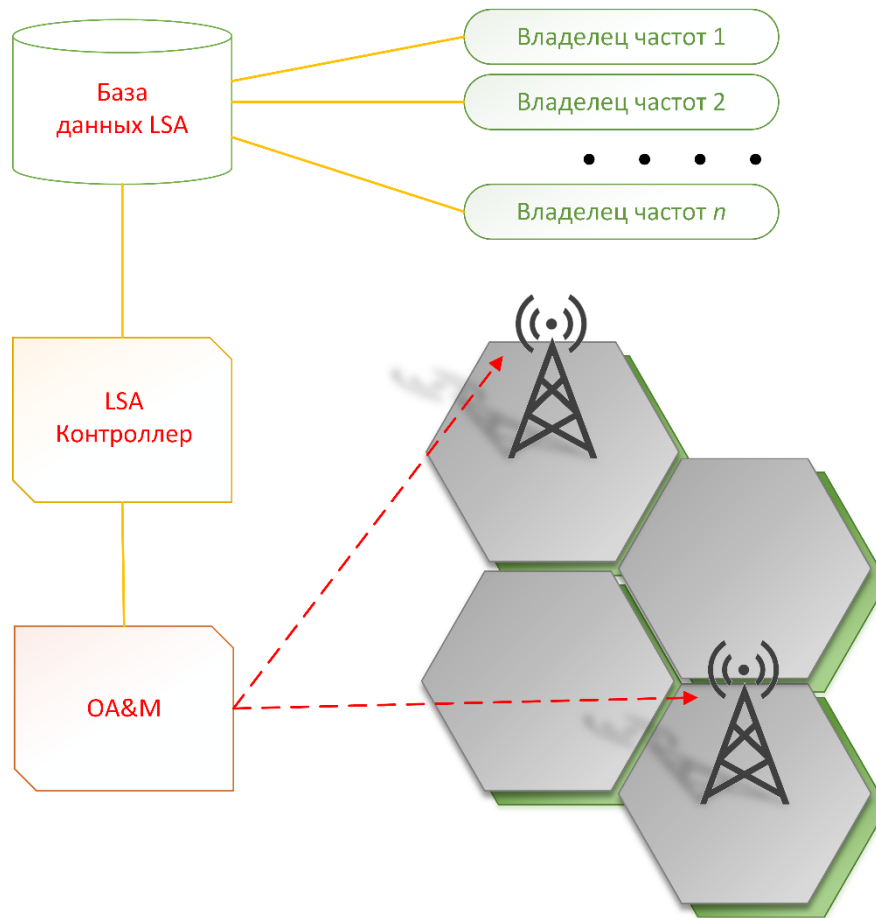 База
данных LSA
Владелец частот 1
Владелец частот 2
Владелец частот n
LSA
Контроллер
OA&M